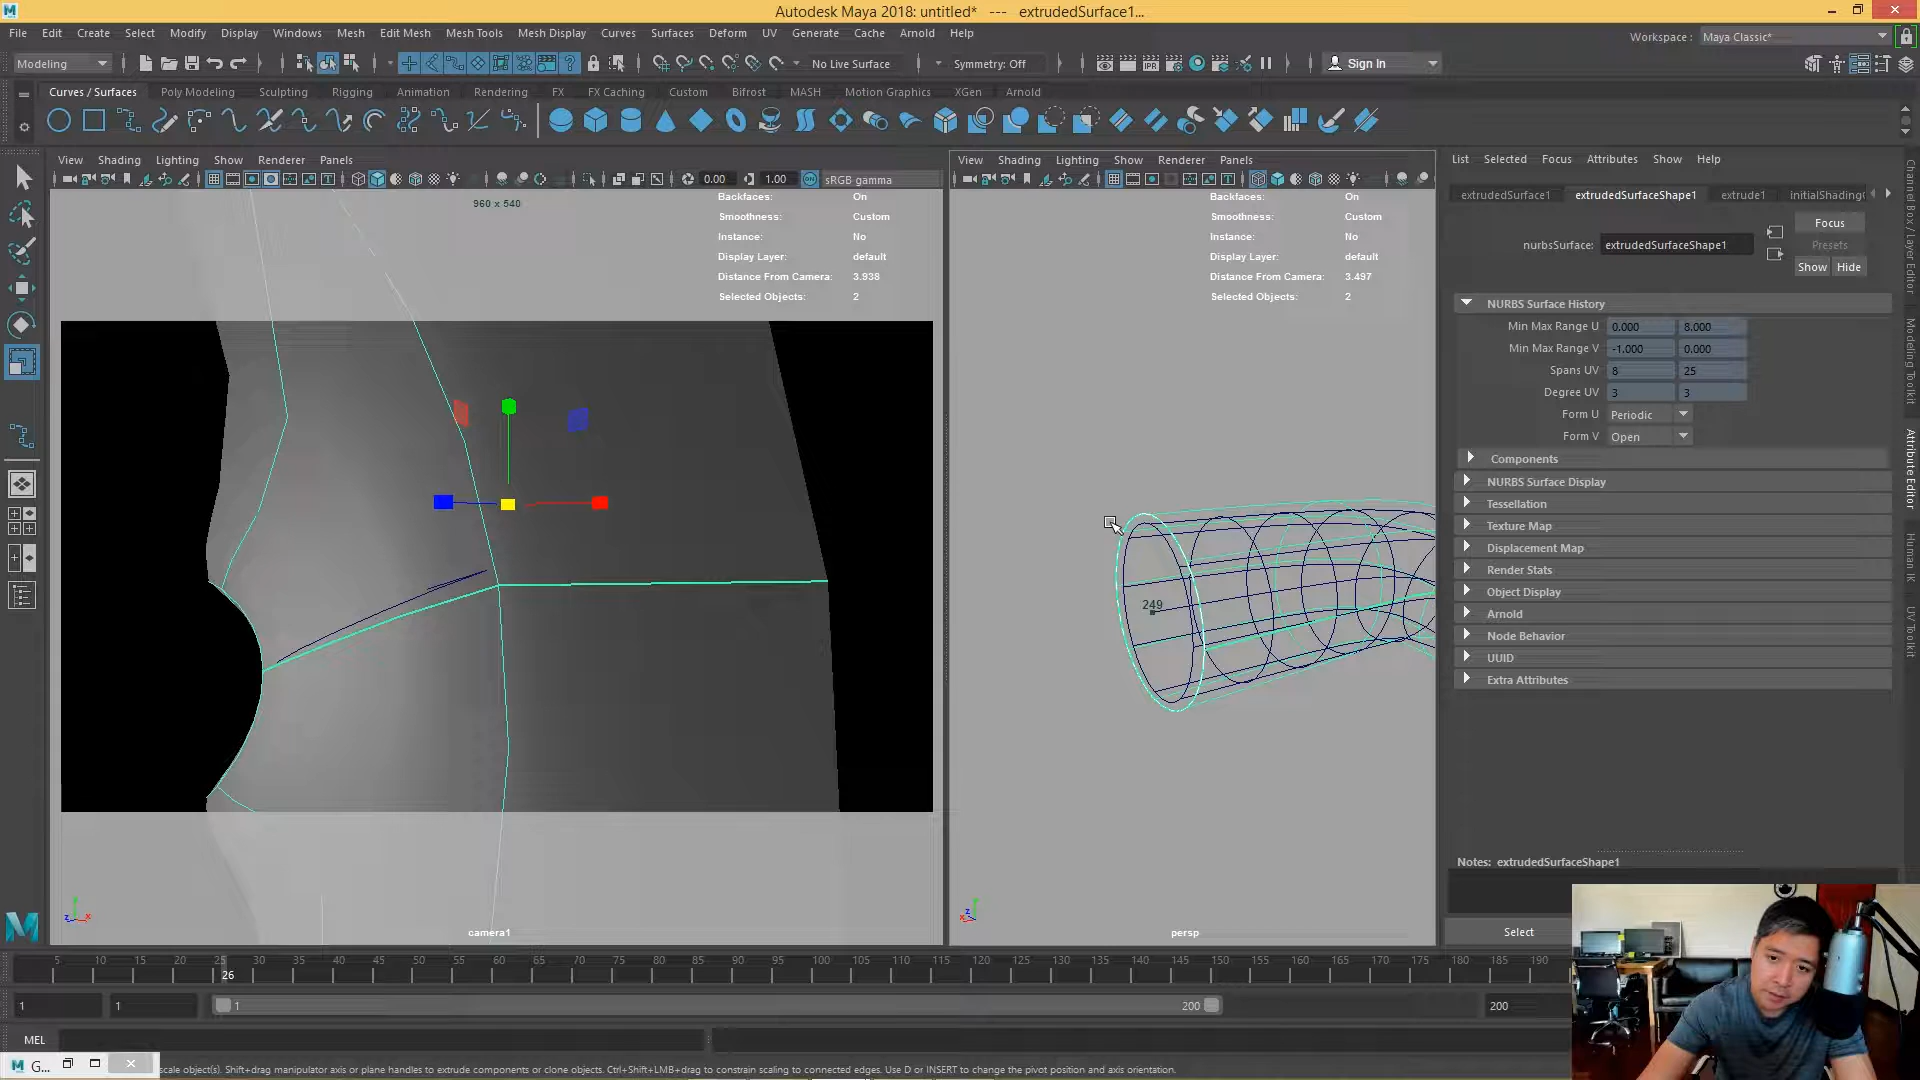 Autodesk Maya 2018: untitled* --- extrudedSurface1...
File Edit Create Select Modify Display Windows Mesh Edit Mesh Mesh Tools Mesh Display Curves Surfaces Deform UV Generate Cache Arnold Help
Workspace : Maya Classic*
Modeling No Live Surface Symmetry: Off Sign In
Curves / Surfaces Poly Modeling Sculpting Rigging Animation Rendering FX FX Caching Custom Bifrost MASH Motion Graphics XGen Arnold
View Shading Lighting Show Renderer Panels
0.00 1.00 sRGB gamma
960 x 540
Backfaces: On
Smoothness: Custom
Instance: No
Display Layer: default
Distance From Camera: 3.938
Selected Objects: 2
camera1
View Shading Lighting Show Renderer Panels
Backfaces: On
Smoothness: Custom
Instance: No
Display Layer: default
Distance From Camera: 3.497
Selected Objects: 2
249
persp
List Selected Focus Attributes Show Help
extrudedSurface1 extrudedSurfaceShape1 extrude1 initialShadingG
Focus
nurbsSurface: extrudedSurfaceShape1
Presets
Show Hide
NURBS Surface History
Min Max Range U 0.000 8.000
Min Max Range V -1.000 0.000
Spans UV 8 25
Degree UV 3 3
Form U Periodic
Form V Open
Components
NURBS Surface Display
Tessellation
Texture Map
Displacement Map
Render Stats
Object Display
Arnold
Node Behavior
UUID
Extra Attributes
Notes: extrudedSurfaceShape1
Select
Channel Box / Layer Editor
Modeling Toolkit
Attribute Editor
Human IK
UV Toolkit
5 10 15 20 25 30 35 40 45 50 55 60 65 70 75 80 85 90 95 100 105 110 115 120 125 130 135 140 145 150 155 160 165 170 175 180 185 190
26
1 1 1 200 200
MEL
G...
scale object(s). Shift+drag manipulator axis or plane handles to extrude components or clone objects. Ctrl+Shift+LMB+drag to constrain scaling to connected edges. Use D or INSERT to change the pivot position and axis orientation.